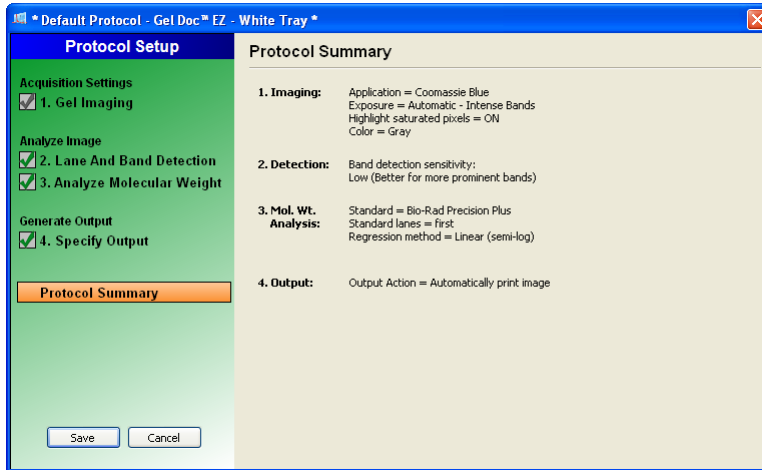 * Default Protocol - Gel Doc™ EZ - White Tray *
Protocol Setup
Acquisition Settings
1. Gel Imaging
Analyze Image
2. Lane And Band Detection
3. Analyze Molecular Weight
Generate Output
4. Specify Output
Protocol Summary
Save
Cancel
Protocol Summary
1. Imaging: Application = Coomassie Blue
Exposure = Automatic - Intense Bands
Highlight saturated pixels = ON
Color = Gray
2. Detection: Band detection sensitivity:
Low (Better for more prominent bands)
3. Mol. Wt. Standard = Bio-Rad Precision Plus
Analysis: Standard lanes = first
Regression method = Linear (semi-log)
4. Output: Output Action = Automatically print image